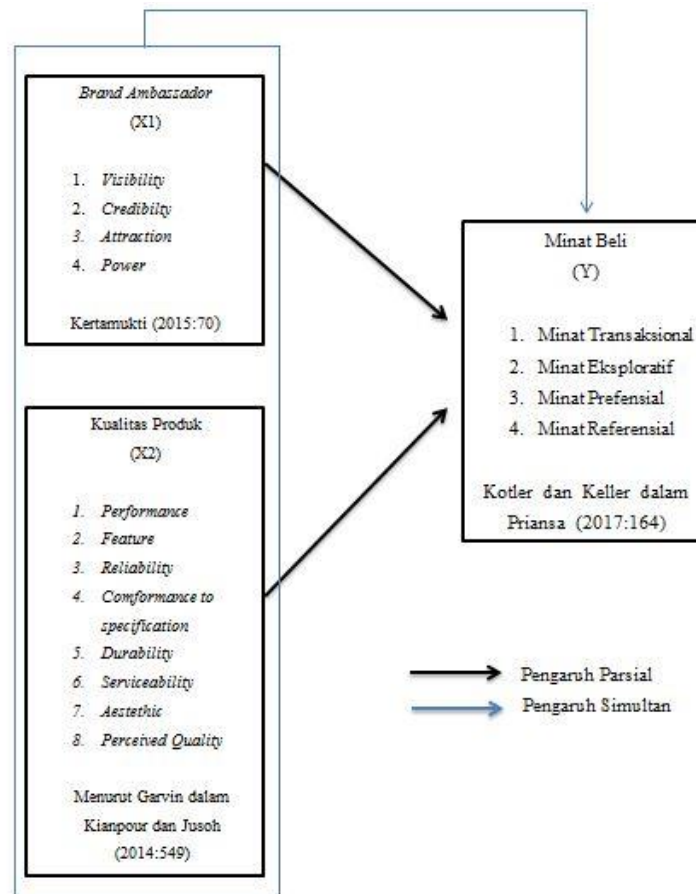 Brand Ambassador
(X1)
1. Visibility
2. Credibilty
3. Attraction
4. Power
Kertamukti (2015:70)
Kualitas Produk
(X2)
1. Performance
2. Feature
3. Reliability
4. Comformance to
specification
5. Durability
6. Serviceability
7. Aestethic
8. Perceived Quality
Menurut Garvin dalam
Kianpour dan Jusoh
(2014:549)
Minat Beli
(Y)
1. Minat Transaksional
2. Minat Eksploratif
3. Minat Prefensial
4. Minat Referensial
Kotler dan Keller dalam
Priansa (2017:164)
Pengaruh Parsial
Pengaruh Simultan